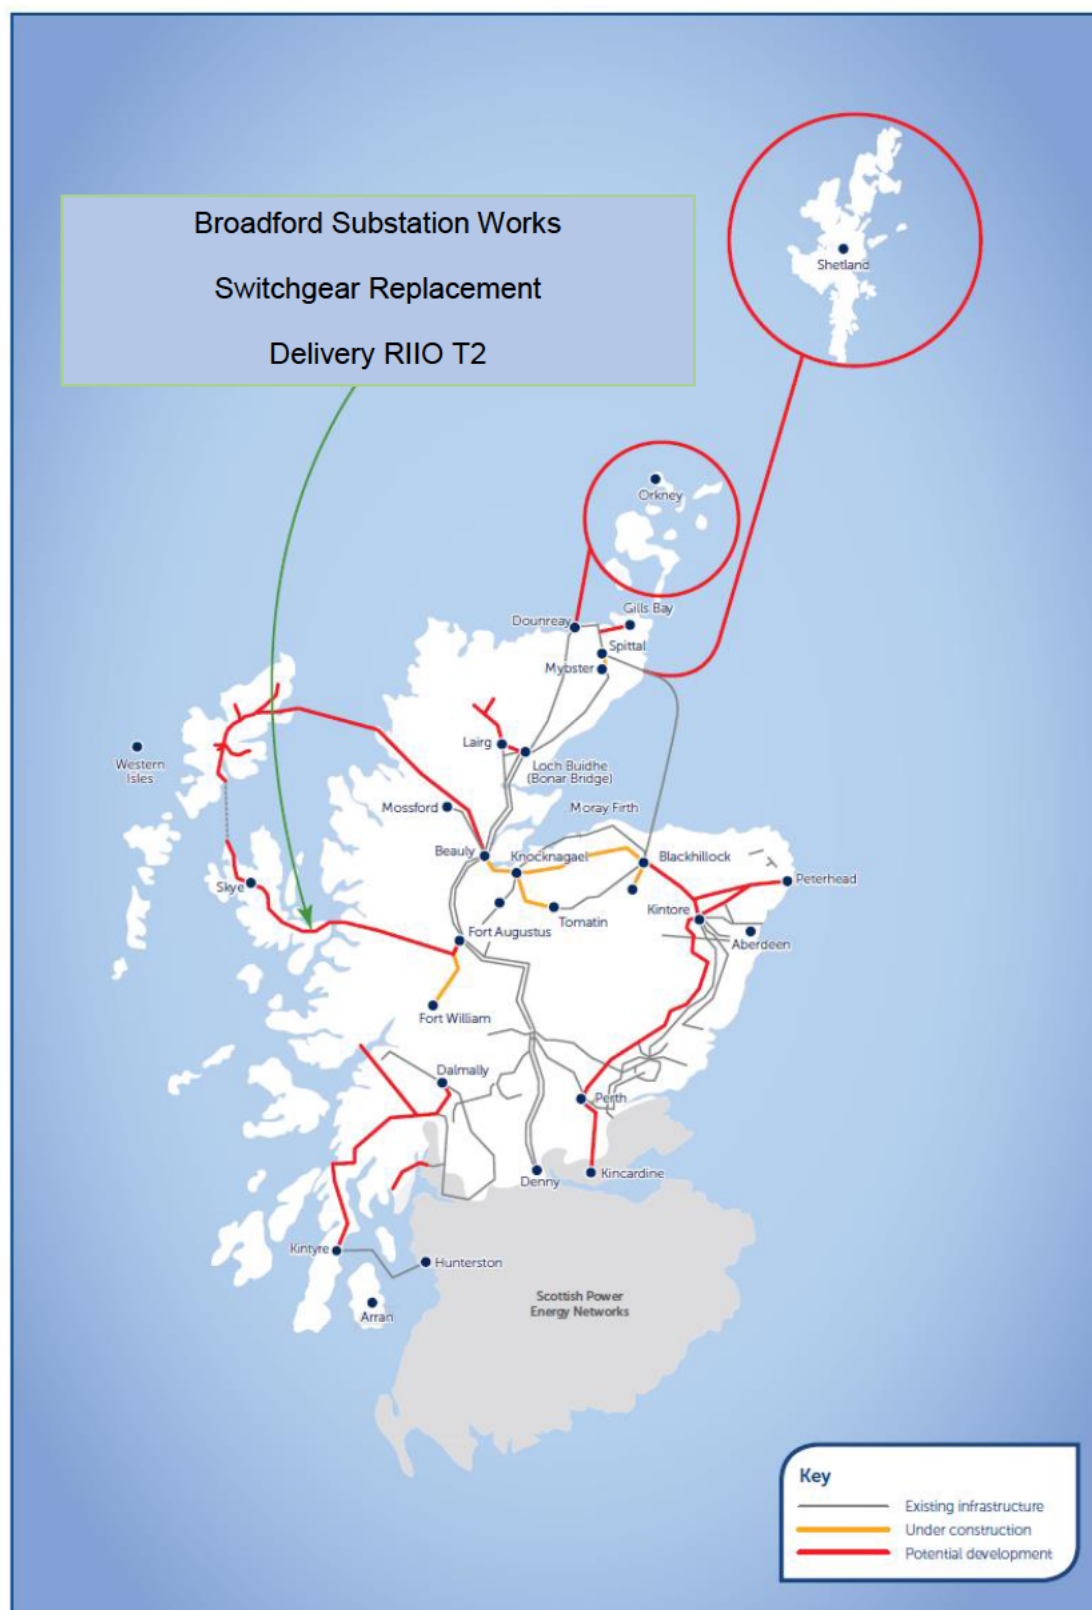 Broadford Substation Works
Switchgear Replacement
Delivery RIIO T2
Shetland
Orkney
Gills Bay
Dounreay
Spittal
Mybster
Western
Isles
Lairg
Loch Buidhe
(Bonar Bridge)
Mossford
Moray Firth
Beauly
Knocknagael
Blackhillock
Skye
Peterhead
Tomatin
Kintore
Fort Augustus
Aberdeen
Fort William
Dalmally
Perth
Denny
Kincardine
Kintyre
Hunterston
Arran
Scottish Power
Energy Networks
Key
Existing infrastructure
Under construction
Potential development